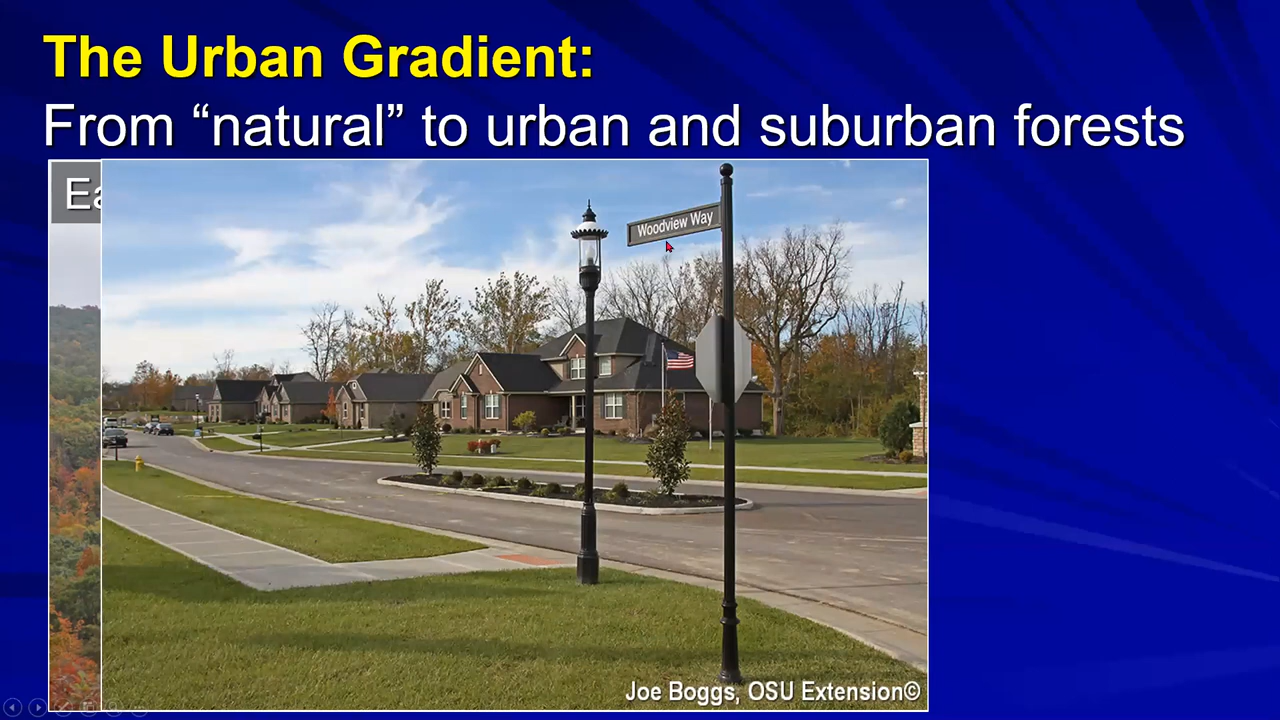 The Urban Gradient:
From “natural” to urban and suburban forests
Ea
Woodview Way
Joe Boggs, OSU Extension©